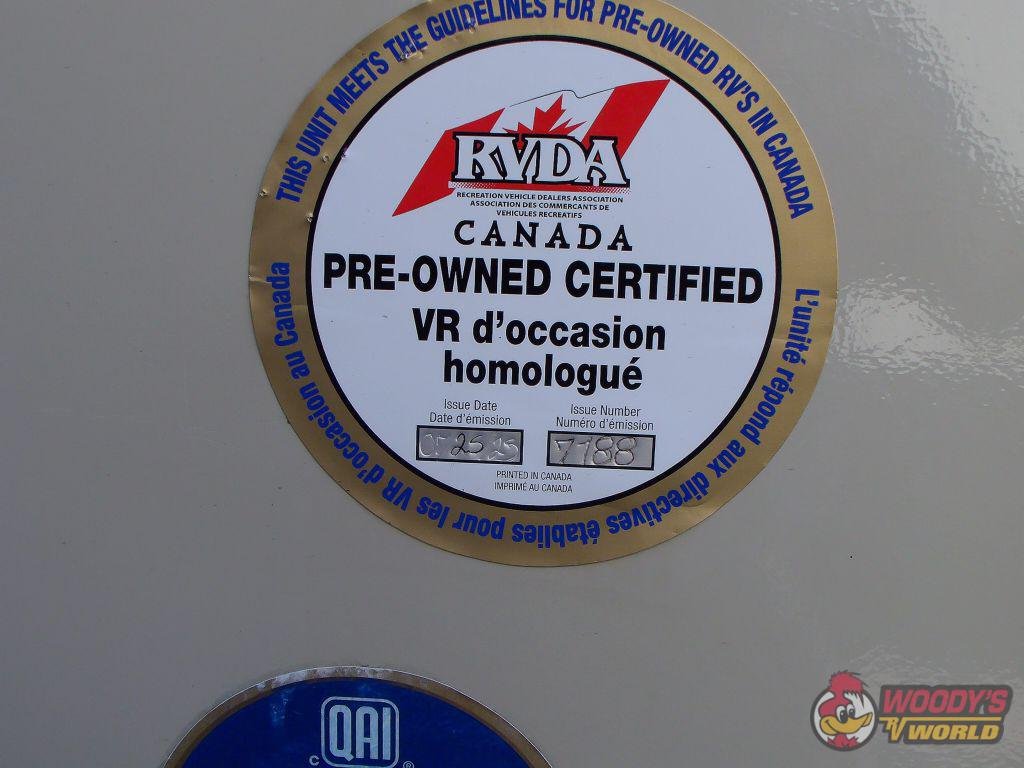 THIS UNIT MEETS THE GUIDELINES FOR PRE-OWNED RV'S IN CANADA
RVDA
RECREATION VEHICLE DEALERS ASSOCIATION
ASSOCIATION DES COMMERCANTS DE
VEHICULES RECREATIFS
CANADA
PRE-OWNED CERTIFIED
VR d'occasion
homologué
Issue Date
Date d'émission
Issue Number
Numéro d'émission
25 25
7188
PRINTED IN CANADA
IMPRIMÉ AU CANADA
L'unité répond aux directives établies pour les VR d'occasion au Canada
QAI
C
®
WOODY'S
RV WORLD